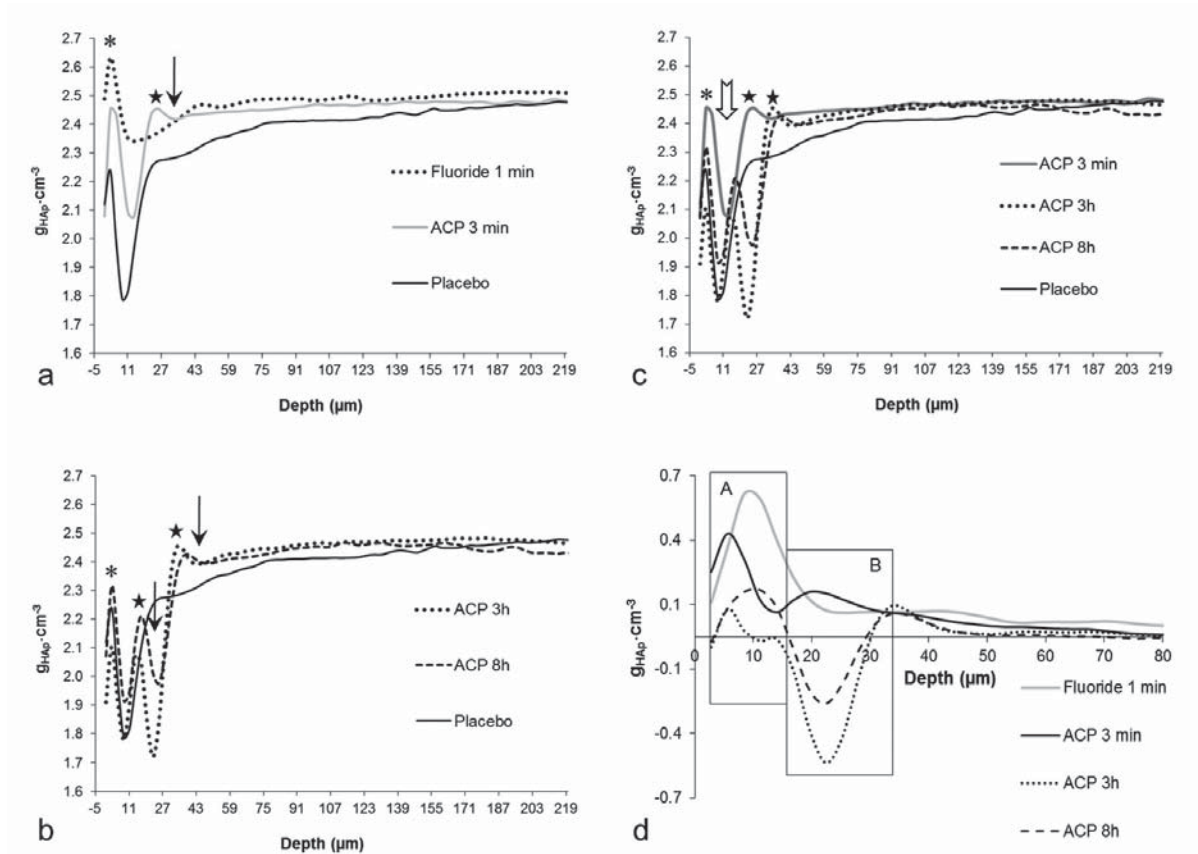 2.7
2.6
2.5
2.4
2.3
2.2
2.1
2.0
1.9
1.8
1.7
1.6
g_HAp·cm⁻³
*
★
Fluoride 1 min
ACP 3 min
Placebo
-5 11 27 43 59 75 91 107 123 139 155 171 187 203 219
Depth (µm)
a
2.7
2.6
2.5
2.4
2.3
2.2
2.1
2.0
1.9
1.8
1.7
1.6
g_HAp·cm⁻³
*
★ ★
ACP 3 min
ACP 3h
ACP 8h
Placebo
-5 11 27 43 59 75 91 107 123 139 155 171 187 203 219
Depth (µm)
c
2.7
2.6
2.5
2.4
2.3
2.2
2.1
2.0
1.9
1.8
1.7
1.6
g_HAp·cm⁻³
*
★
★
ACP 3h
ACP 8h
Placebo
-5 11 27 43 59 75 91 107 123 139 155 171 187 203 219
Depth (µm)
b
0.7
0.4
0.1
-0.1
-0.4
-0.7
g_HAp·cm⁻³
A
B
0 10 20 30 40 50 60 70 80
Depth (µm)
Fluoride 1 min
ACP 3 min
ACP 3h
ACP 8h
d